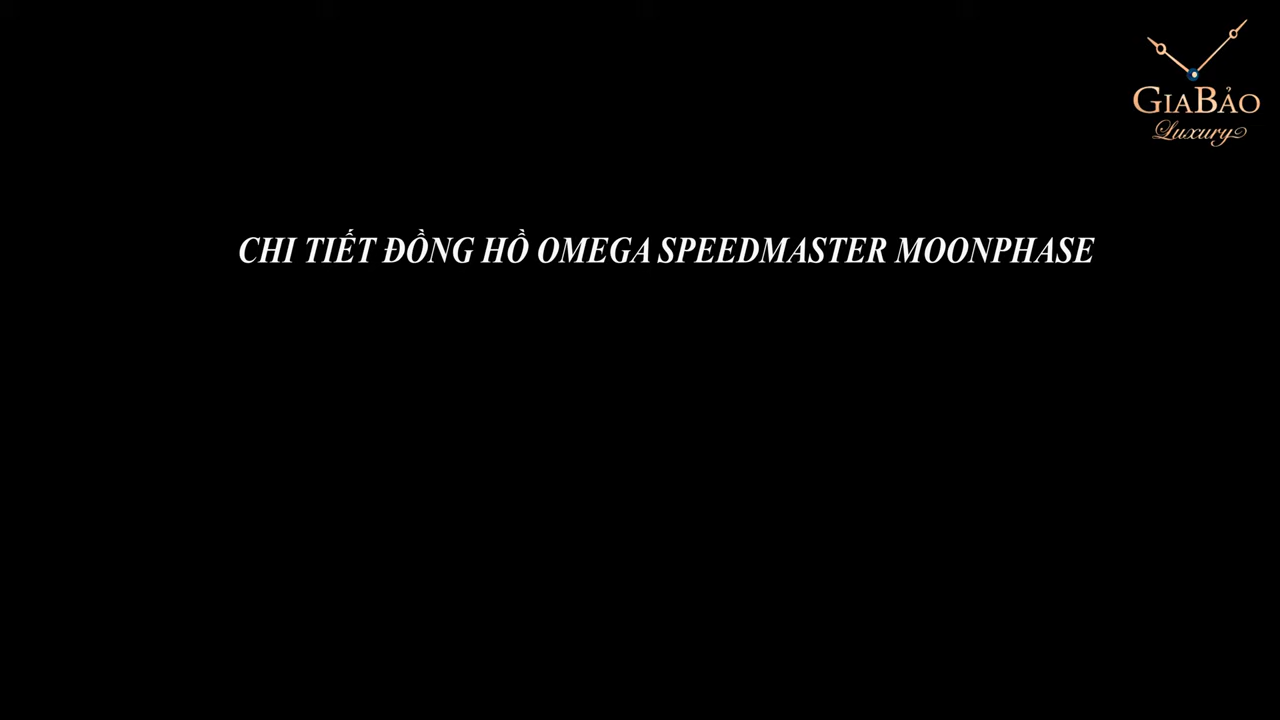 GIABẢO
Luxury
CHI TIẾT ĐỒNG HỒ OMEGA SPEEDMASTER MOONPHASE